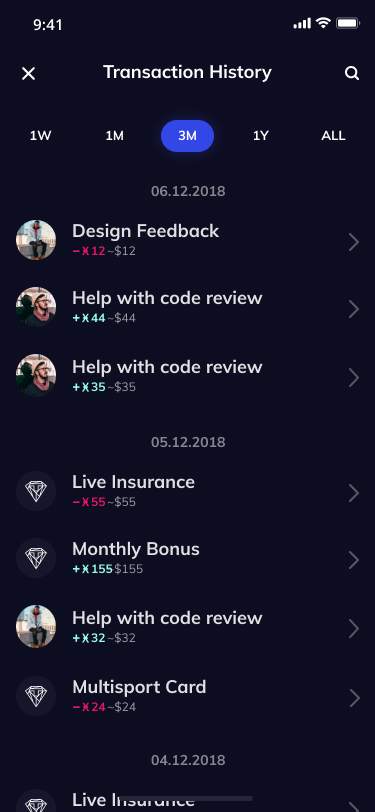 9:41
Transaction History
1W 1M 3M 1Y ALL
06.12.2018
Design Feedback
-X12~$12
Help with code review
+X44~$44
Help with code review
+X35~$35
05.12.2018
Live Insurance
-X55~$55
Monthly Bonus
+X155$155
Help with code review
+X32~$32
Multisport Card
-X24~$24
04.12.2018
Live Insurance